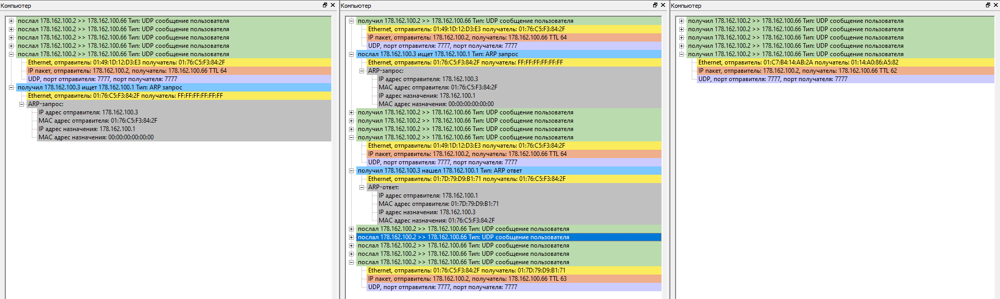 Компьютер
послал 178.162.100.2 >> 178.162.100.66 Тип: UDP сообщение пользователя
послал 178.162.100.2 >> 178.162.100.66 Тип: UDP сообщение пользователя
послал 178.162.100.2 >> 178.162.100.66 Тип: UDP сообщение пользователя
послал 178.162.100.2 >> 178.162.100.66 Тип: UDP сообщение пользователя
послал 178.162.100.2 >> 178.162.100.66 Тип: UDP сообщение пользователя
Ethernet, отправитель: 01:49:1D:12:D3:E3 получатель: 01:76:C5:F3:84:2F
IP пакет, отправитель: 178.162.100.2, получатель: 178.162.100.66 TTL 64
UDP, порт отправителя: 7777, порт получателя: 7777
получил 178.162.100.3 ищет 178.162.100.1 Тип: ARP запрос
Ethernet, отправитель: 01:76:C5:F3:84:2F получатель: FF:FF:FF:FF:FF:FF
ARP-запрос:
IP адрес отправителя: 178.162.100.3
MAC адрес отправителя: 01:76:C5:F3:84:2F
IP адрес назначения: 178.162.100.1
MAC адрес назначения: 00:00:00:00:00:00
Компьютер
получил 178.162.100.2 >> 178.162.100.66 Тип: UDP сообщение пользователя
Ethernet, отправитель: 01:49:1D:12:D3:E3 получатель: 01:76:C5:F3:84:2F
IP пакет, отправитель: 178.162.100.2, получатель: 178.162.100.66 TTL 64
UDP, порт отправителя: 7777, порт получателя: 7777
послал 178.162.100.3 ищет 178.162.100.1 Тип: ARP запрос
Ethernet, отправитель: 01:76:C5:F3:84:2F получатель: FF:FF:FF:FF:FF:FF
ARP-запрос:
IP адрес отправителя: 178.162.100.3
MAC адрес отправителя: 01:76:C5:F3:84:2F
IP адрес назначения: 178.162.100.1
MAC адрес назначения: 00:00:00:00:00:00
получил 178.162.100.2 >> 178.162.100.66 Тип: UDP сообщение пользователя
получил 178.162.100.2 >> 178.162.100.66 Тип: UDP сообщение пользователя
получил 178.162.100.2 >> 178.162.100.66 Тип: UDP сообщение пользователя
получил 178.162.100.2 >> 178.162.100.66 Тип: UDP сообщение пользователя
Ethernet, отправитель: 01:49:1D:12:D3:E3 получатель: 01:76:C5:F3:84:2F
IP пакет, отправитель: 178.162.100.2, получатель: 178.162.100.66 TTL 64
UDP, порт отправителя: 7777, порт получателя: 7777
получил 178.162.100.3 нашел 178.162.100.1 Тип: ARP ответ
Ethernet, отправитель: 01:7D:79:D9:B1:71 получатель: 01:76:C5:F3:84:2F
ARP-ответ:
IP адрес отправителя: 178.162.100.1
MAC адрес отправителя: 01:7D:79:D9:B1:71
IP адрес назначения: 178.162.100.3
MAC адрес назначения: 01:76:C5:F3:84:2F
послал 178.162.100.2 >> 178.162.100.66 Тип: UDP сообщение пользователя
послал 178.162.100.2 >> 178.162.100.66 Тип: UDP сообщение пользователя
послал 178.162.100.2 >> 178.162.100.66 Тип: UDP сообщение пользователя
послал 178.162.100.2 >> 178.162.100.66 Тип: UDP сообщение пользователя
послал 178.162.100.2 >> 178.162.100.66 Тип: UDP сообщение пользователя
Ethernet, отправитель: 01:76:C5:F3:84:2F получатель: 01:7D:79:D9:B1:71
IP пакет, отправитель: 178.162.100.2, получатель: 178.162.100.66 TTL 63
UDP, порт отправителя: 7777, порт получателя: 7777
Компьютер
получил 178.162.100.2 >> 178.162.100.66 Тип: UDP сообщение пользователя
получил 178.162.100.2 >> 178.162.100.66 Тип: UDP сообщение пользователя
получил 178.162.100.2 >> 178.162.100.66 Тип: UDP сообщение пользователя
получил 178.162.100.2 >> 178.162.100.66 Тип: UDP сообщение пользователя
получил 178.162.100.2 >> 178.162.100.66 Тип: UDP сообщение пользователя
Ethernet, отправитель: 01:C7:B4:14:AB:2A получатель: 01:14:A0:86:A5:82
IP пакет, отправитель: 178.162.100.2, получатель: 178.162.100.66 TTL 62
UDP, порт отправителя: 7777, порт получателя: 7777